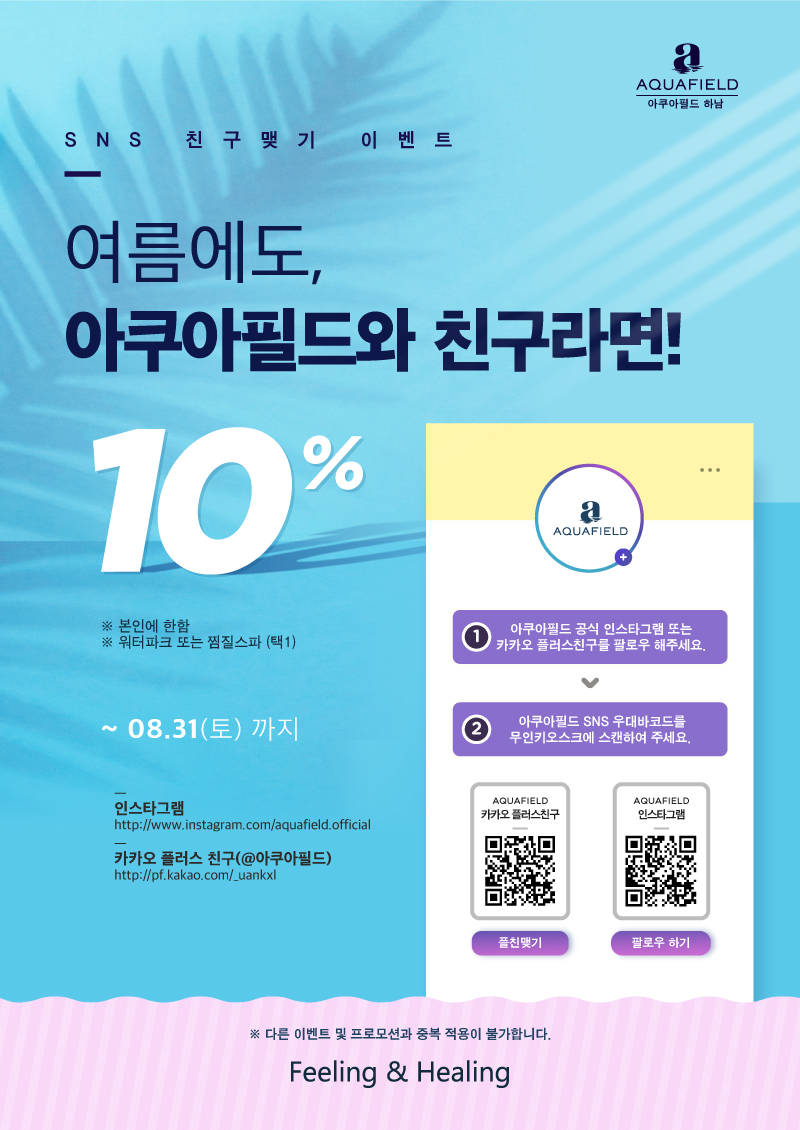 a
AQUAFIELD
아쿠아필드 하남
SNS 친구맺기 이벤트
여름에도,
아쿠아필드와 친구라면!
10%
※ 본인에 한함
※ 워터파크 또는 찜질스파 (택1)
~ 08.31(토) 까지
인스타그램
http://www.instagram.com/aquafield.official
카카오 플러스 친구(@아쿠아필드)
http://pf.kakao.com/_uankxl
a
AQUAFIELD
1 아쿠아필드 공식 인스타그램 또는
카카오 플러스친구를 팔로우 해주세요.
2 아쿠아필드 SNS 우대바코드를
무인키오스크에 스캔하여 주세요.
AQUAFIELD
카카오 플러스친구
플친맺기
AQUAFIELD
인스타그램
팔로우 하기
※ 다른 이벤트 및 프로모션과 중복 적용이 불가합니다.
Feeling & Healing